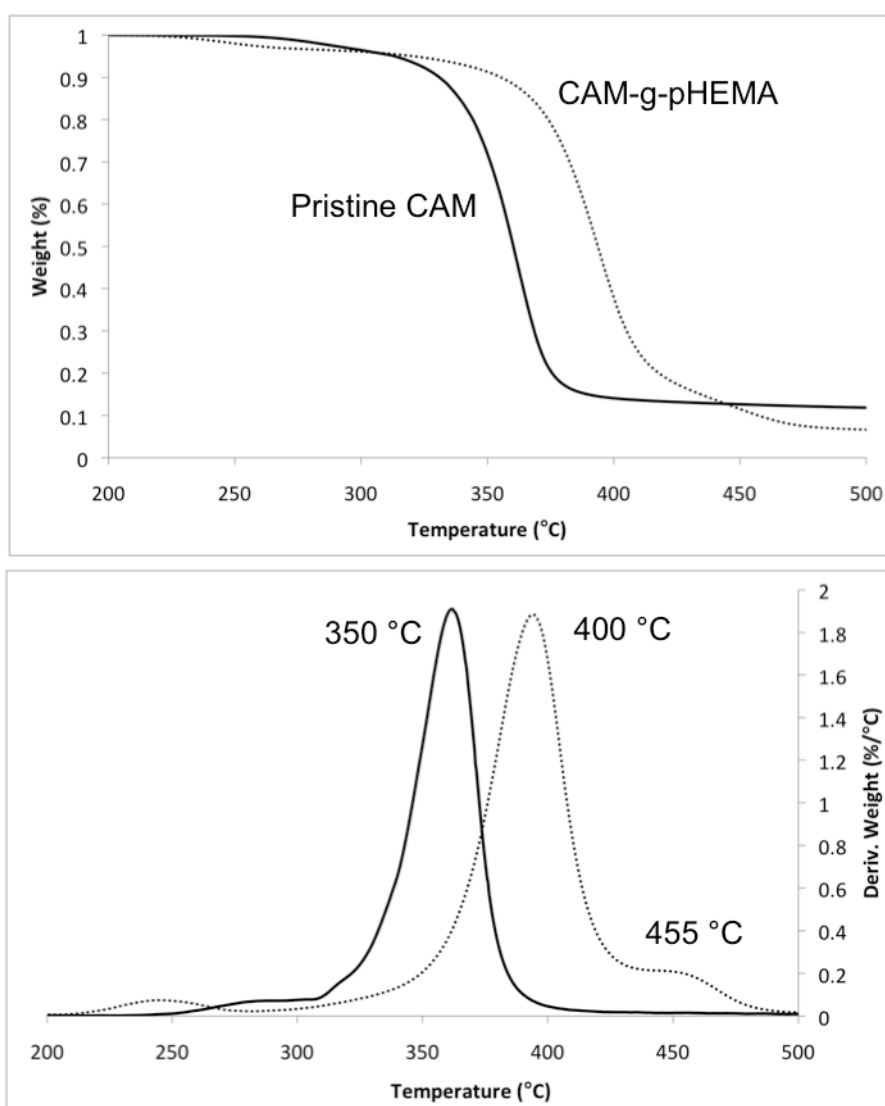 1
0.9
0.8
0.7
0.6
0.5
0.4
0.3
0.2
0.1
0
Weight (%)
CAM-g-pHEMA
Pristine CAM
200 250 300 350 400 450 500
Temperature (°C)
350 °C 400 °C
455 °C
2
1.8
1.6
1.4
1.2
1
0.8
0.6
0.4
0.2
0
Deriv. Weight (%/°C)
200 250 300 350 400 450 500
Temperature (°C)